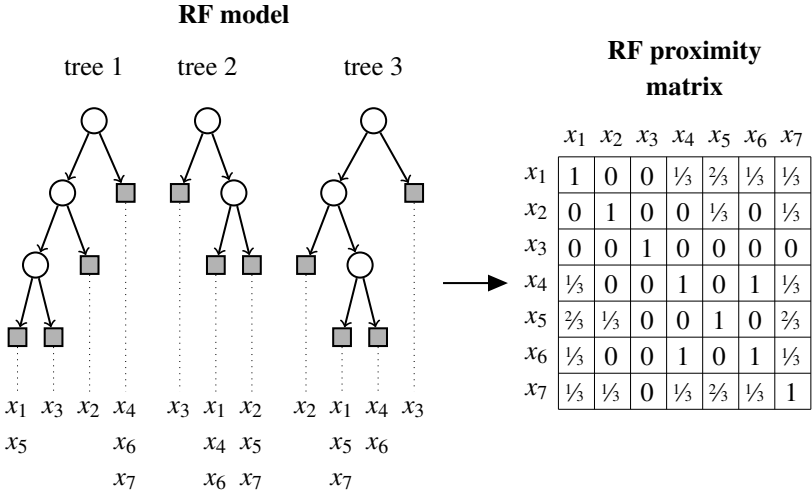 RF model
tree 1 tree 2 tree 3
x₁ x₃ x₂ x₄ x₃ x₁ x₂ x₂ x₁ x₄ x₃
x₅ x₆ x₄ x₅ x₅ x₆
x₇ x₆ x₇ x₇
RF proximity
matrix
x₁ x₂ x₃ x₄ x₅ x₆ x₇
x₁ 1 0 0 ⅓ ⅔ ⅓ ⅓
x₂ 0 1 0 0 ⅓ 0 ⅓
x₃ 0 0 1 0 0 0 0
x₄ ⅓ 0 0 1 0 1 ⅓
x₅ ⅔ ⅓ 0 0 1 0 ⅔
x₆ ⅓ 0 0 1 0 1 ⅓
x₇ ⅓ ⅓ 0 ⅓ ⅔ ⅓ 1